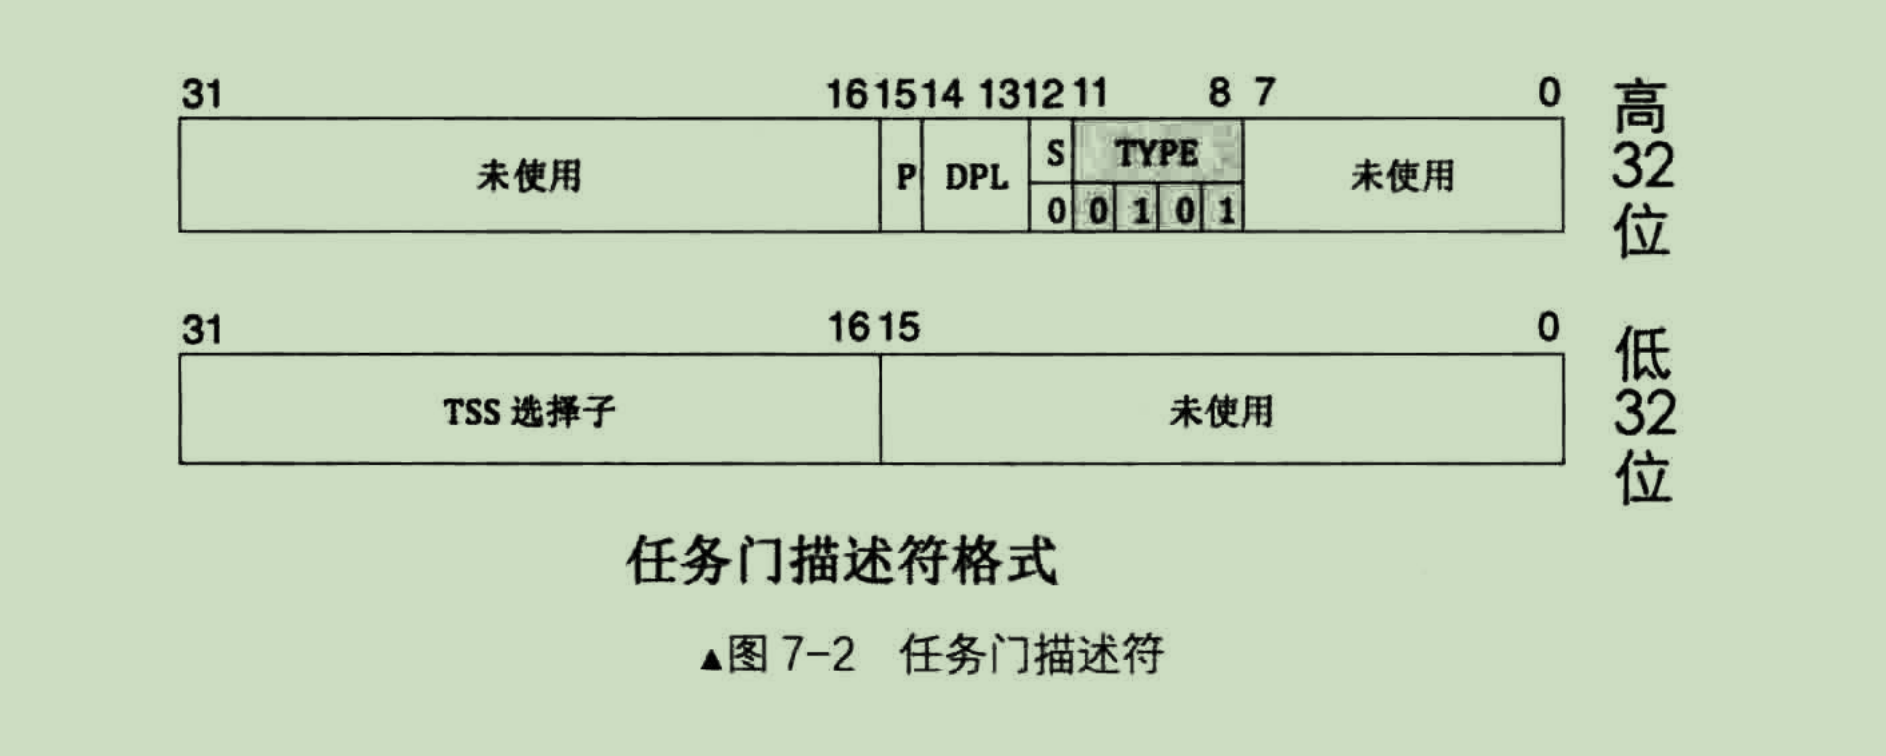 31 16 15 14 13 12 11 8 7 0
未使用 P DPL S TYPE 未使用
0 0 1 0 1
高32位
31 16 15 0
TSS 选择子 未使用
低32位
任务门描述符格式
▲图 7-2 任务门描述符